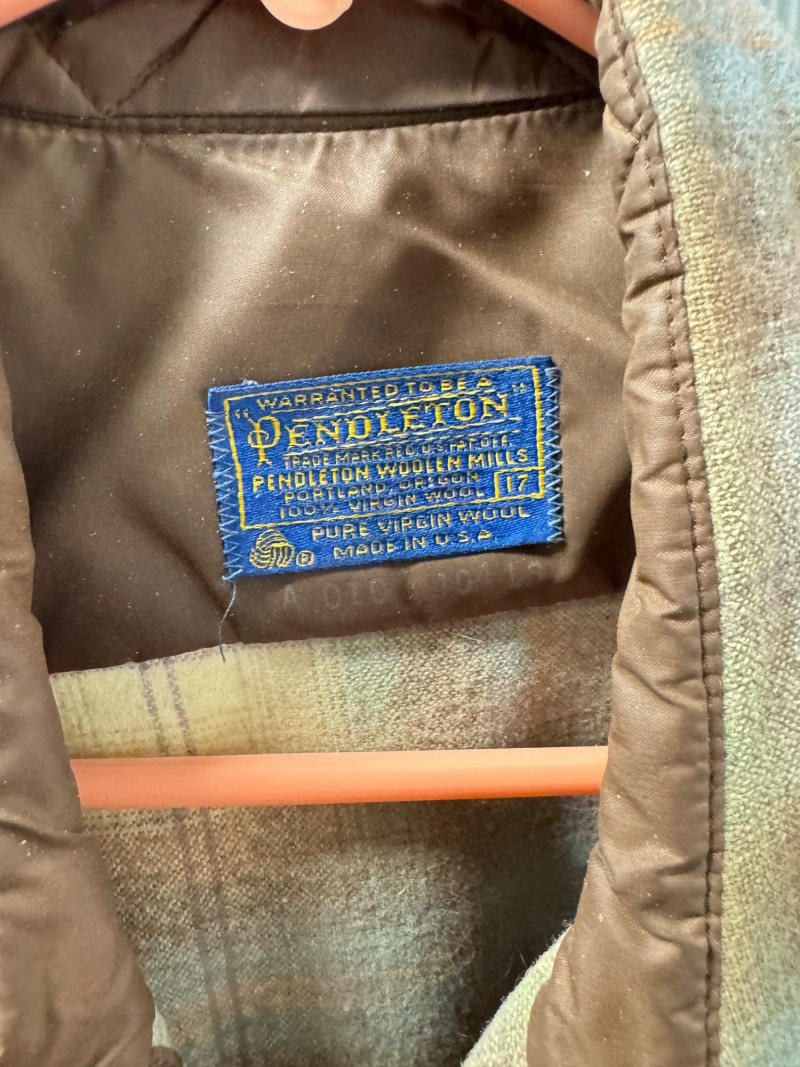 WARRANTED TO BE A
"PENDLETON"
TRADE MARK REG. U.S. PAT. OFF.
PENDLETON WOOLEN MILLS
PORTLAND, OREGON
100% VIRGIN WOOL
17
PURE VIRGIN WOOL
® MADE IN U.S.A.
A 010